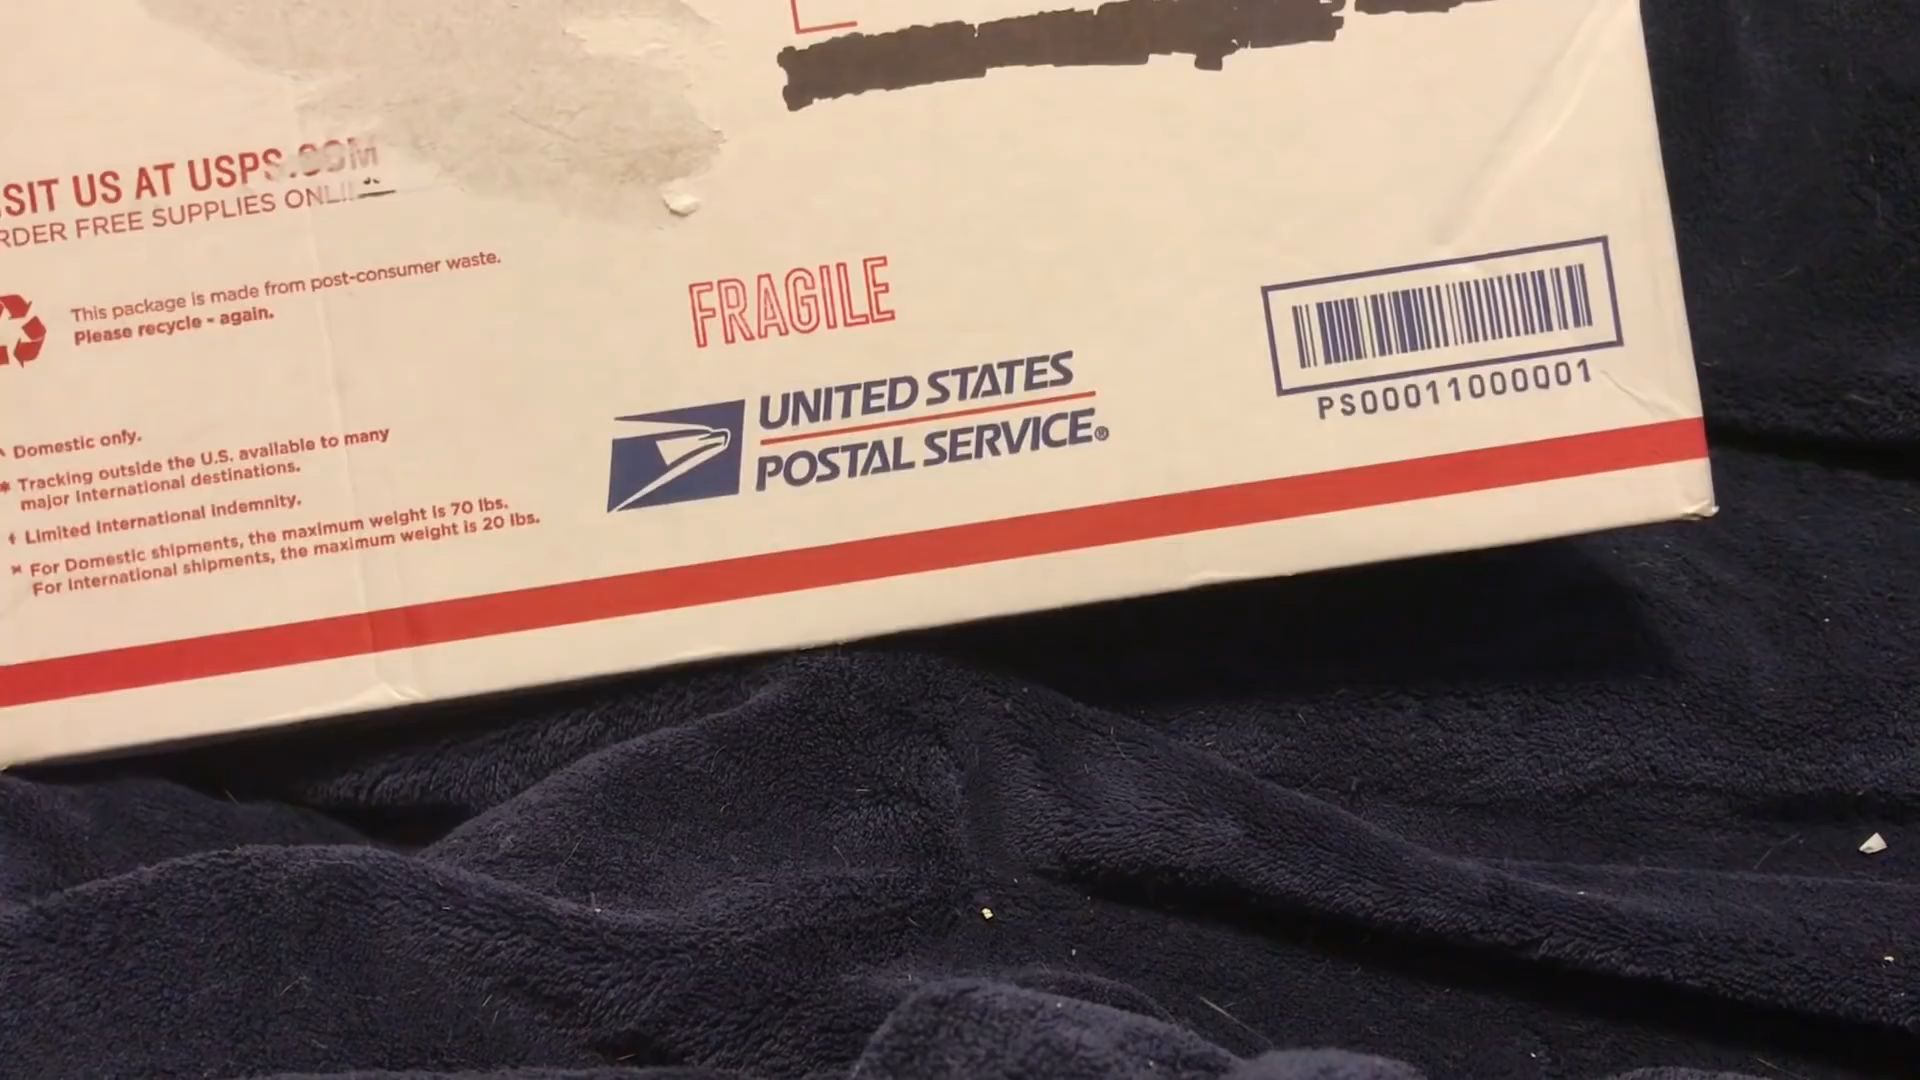 SIT US AT USPS.COM
RDER FREE SUPPLIES
This package is made from post-consumer waste.
Please recycle - again.
FRAGILE
UNITED STATES
POSTAL SERVICE®
PS00011000001
Domestic only.
* Tracking outside the U.S. available to many
major International destinations.
Limited International indemnity.
For Domestic shipments, the maximum weight is 70 lbs.
For International shipments, the maximum weight is 20 lbs.